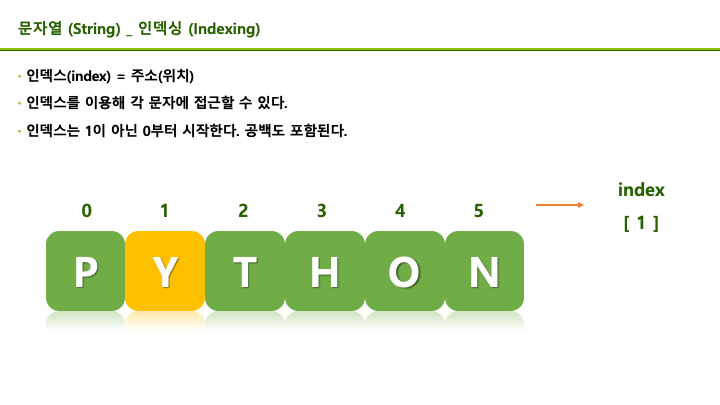 문자열 (String) _ 인덱싱 (Indexing)
· 인덱스(index) = 주소(위치)
· 인덱스를 이용해 각 문자에 접근할 수 있다.
· 인덱스는 1이 아닌 0부터 시작한다. 공백도 포함된다.
index
0 1 2 3 4 5
[ 1 ]
P Y T H O N